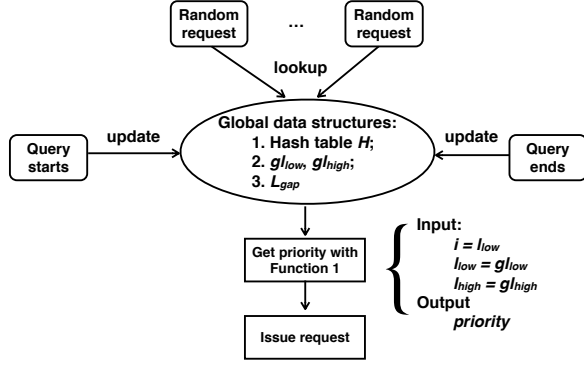 Random
request
...
Random
request
lookup
Global data structures:
1. Hash table H;
2. gllow, glhigh;
3. Lgap
update
Query
starts
update
Query
ends
Get priority with
Function 1
Input:
i = llow
llow = gllow
lhigh = glhigh
Output
priority
Issue request